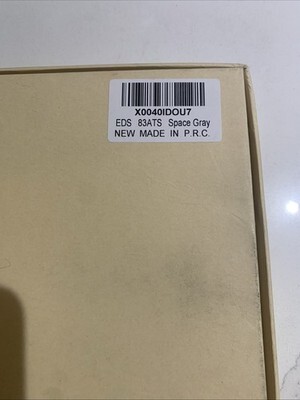 X0040IDOU7
EDS 83ATS Space Gray
NEW MADE IN P.R.C.